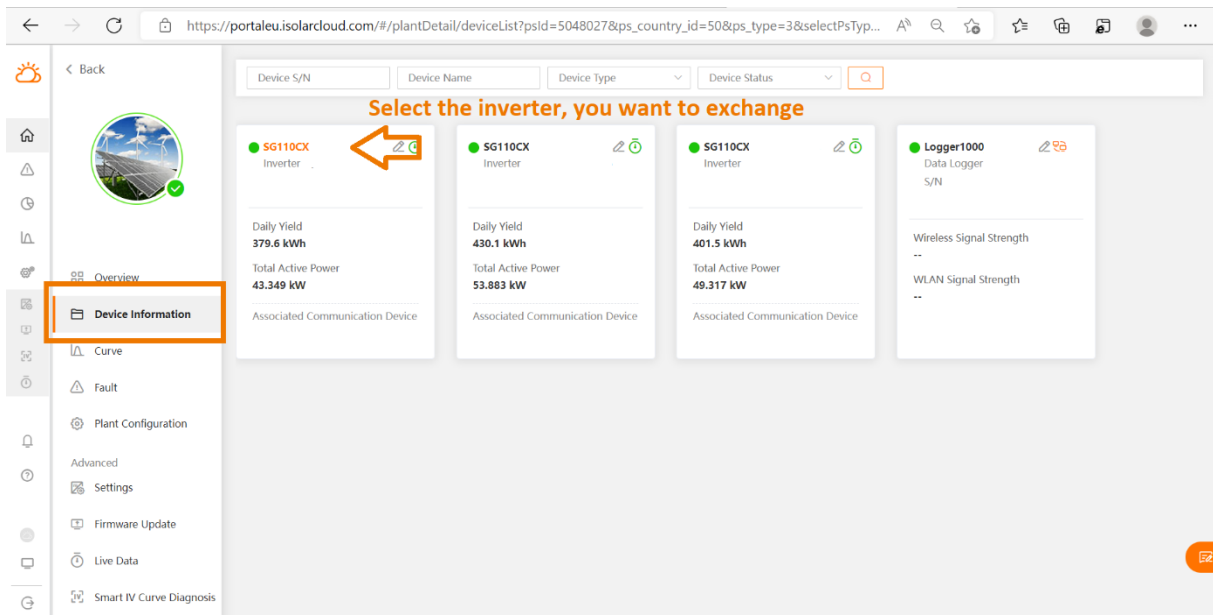 https://portaleu.isolarcloud.com/#/plantDetail/deviceList?psId=5048027&ps_country_id=50&ps_type=3&selectPsTyp...
Back
Device S/N
Device Name
Device Type
Device Status
Select the inverter, you want to exchange
SG110CX
Inverter
Daily Yield
379.6 kWh
Total Active Power
43.349 kW
Associated Communication Device
SG110CX
Inverter
Daily Yield
430.1 kWh
Total Active Power
53.883 kW
Associated Communication Device
SG110CX
Inverter
Daily Yield
401.5 kWh
Total Active Power
49.317 kW
Associated Communication Device
Logger1000
Data Logger
S/N
Wireless Signal Strength
--
WLAN Signal Strength
--
Overview
Device Information
Curve
Fault
Plant Configuration
Advanced
Settings
Firmware Update
Live Data
Smart IV Curve Diagnosis